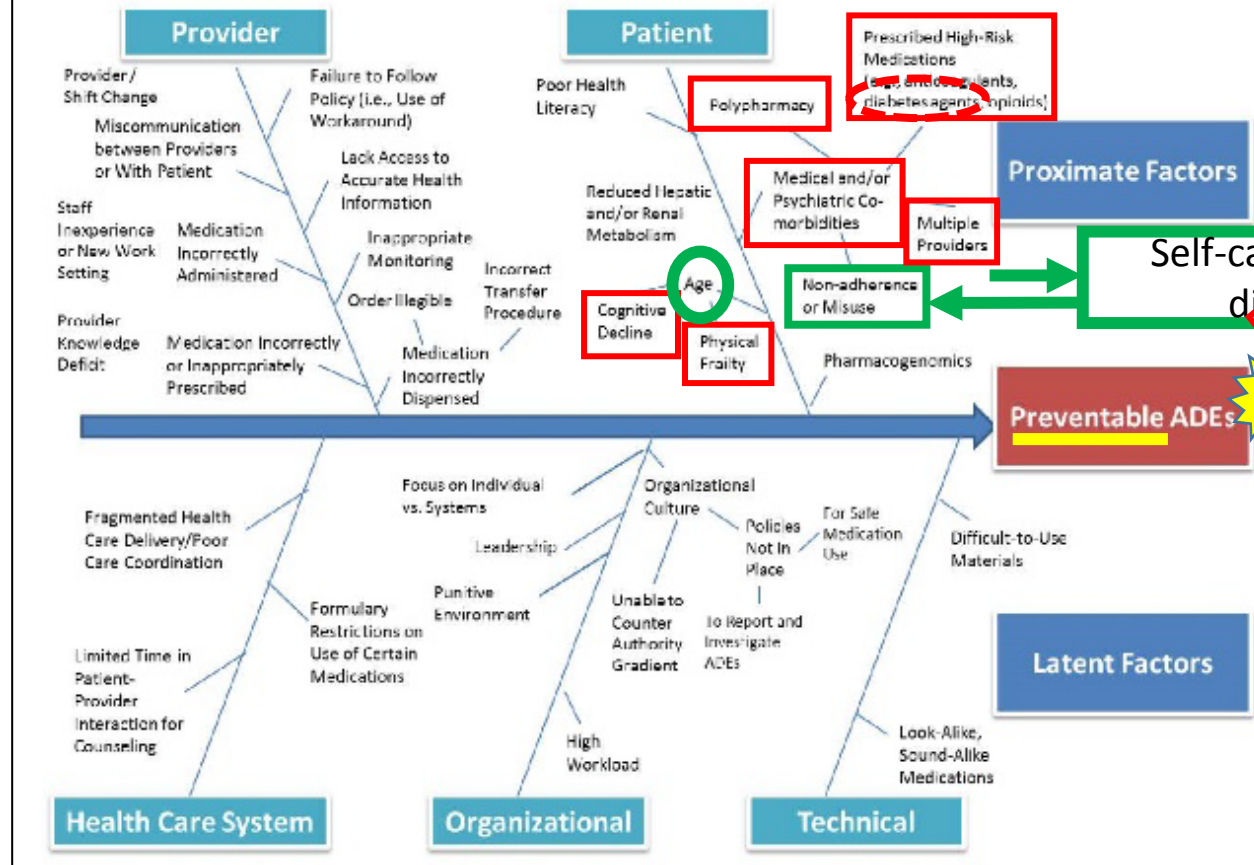 Provider
Provider /
Shift Change
Failure to Follow
Policy (i.e., Use of
Workaround)
Miscommunication
between Providers
or With Patient
Lack Access to
Accurate Health
Information
Staff
Inexperience
or New Work
Setting
Medication
Incorrectly
Administered
Inappropriate
Monitoring
Order Illegible
Incorrect
Transfer
Procedure
Provider
Knowledge
Deficit
Medication Incorrectly
or Inappropriately
Prescribed
Medication
Incorrectly
Dispensed
Patient
Poor Health
Literacy
Polypharmacy
Prescribed High-Risk
Medications
(e.g., anticoagulents,
diabetes agents, opioids)
Reduced Hepatic
and/or Renal
Metabolism
Medical and/or
Psychiatric Co-
morbidities
Multiple
Providers
Age
Cognitive
Decline
Physical
Frailty
Non-adherence
or Misuse
Pharmacogenomics
Proximate Factors
Self-ca
di
Preventable ADEs
Fragmented Health
Care Delivery/Poor
Care Coordination
Formulary
Restrictions on
Use of Certain
Medications
Limited Time in
Patient-
Provider
Interaction for
Counseling
Health Care System
Focus on Individual
vs. Systems
Leadership
Punitive
Environment
Organizational
Culture
Unable to
Counter
Authority
Gradient
Policies
Not In
Place
For Safe
Medication
Use
To Report and
Investigate
ADEs
High
Workload
Organizational
Difficult-to-Use
Materials
Look-Alike,
Sound-Alike
Medications
Technical
Latent Factors